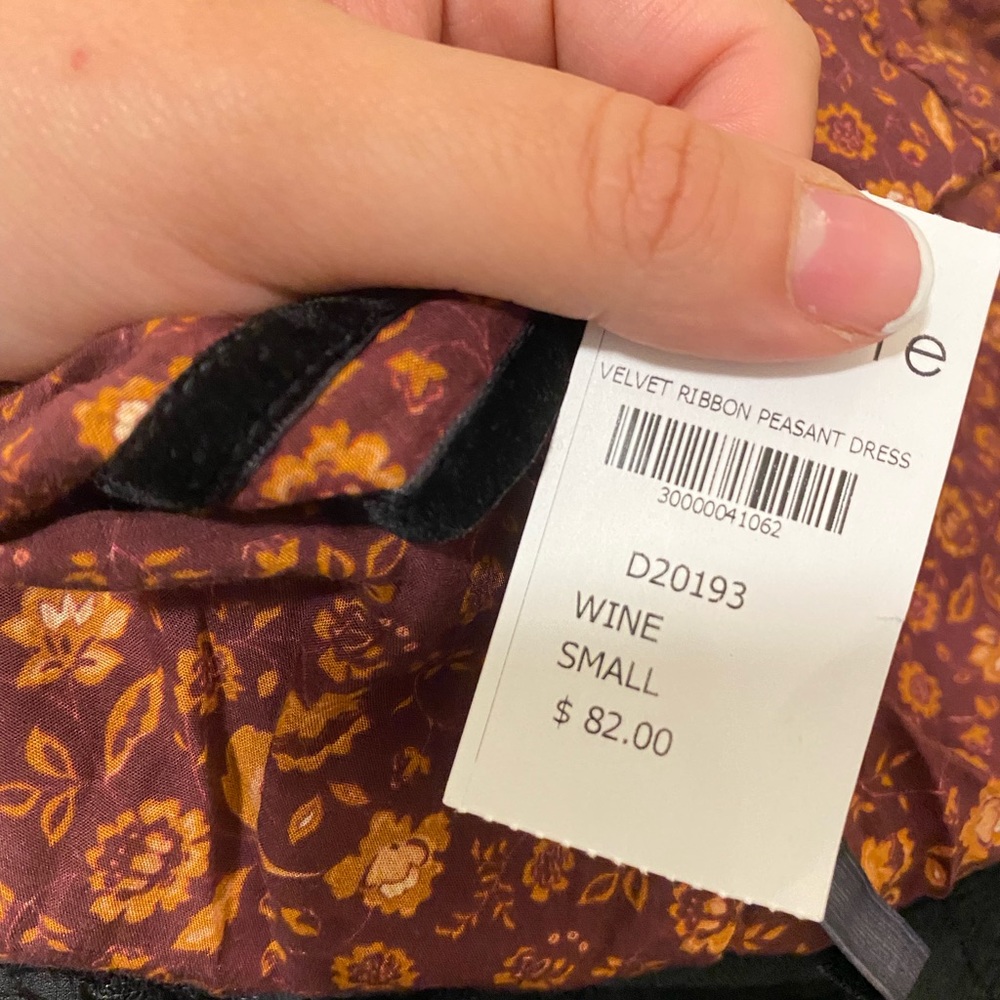 e
VELVET RIBBON PEASANT DRESS
30000041062
D20193
WINE
SMALL
$ 82.00